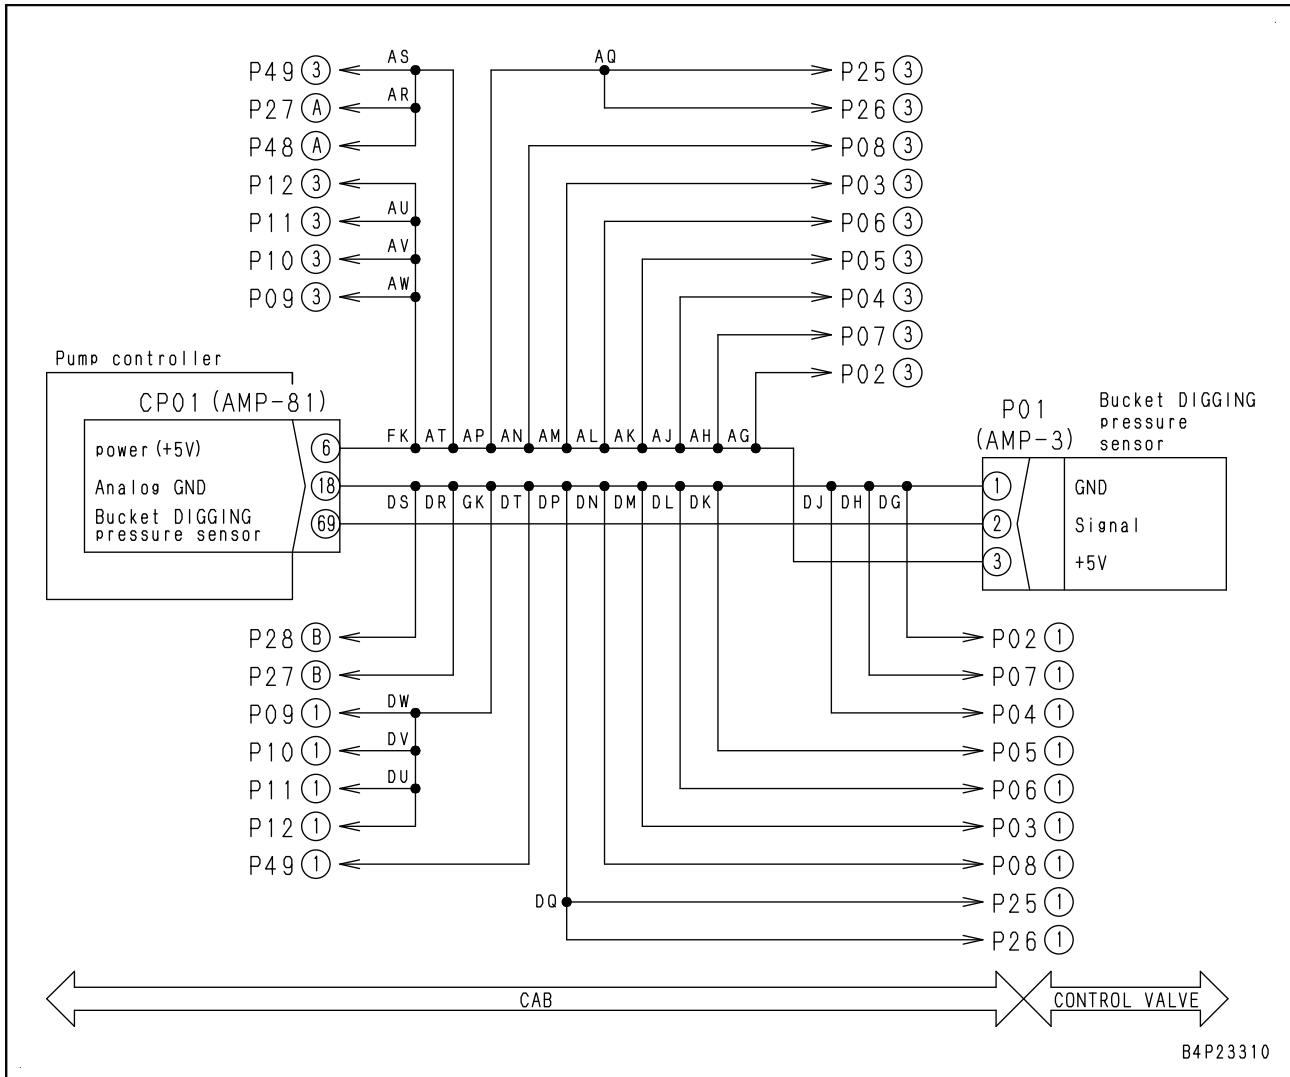 AS AQ
P49 3 P25 3
AR
P27 A P26 3
P48 A P08 3
P12 3 P03 3
AU
P11 3 P06 3
AV
P10 3 P05 3
AW
P09 3 P04 3
P07 3
Pump controller
P02 3
CP01 (AMP-81)
P01
(AMP-3)
Bucket DIGGING
pressure
sensor
FK AT AP AN AM AL AK AJ AH AG
power (+5V) 6
Analog GND 18
1 GND
DS DR GK DT DP DN DM DL DK DJ DH DG
Bucket DIGGING
pressure sensor
69
2 Signal
3 +5V
P28 B P02 1
P27 B P07 1
DW
P09 1 P04 1
DV
P10 1 P05 1
DU
P11 1 P06 1
P12 1 P03 1
P49 1 P08 1
DQ P25 1
P26 1
CAB CONTROL VALVE
B4P23310